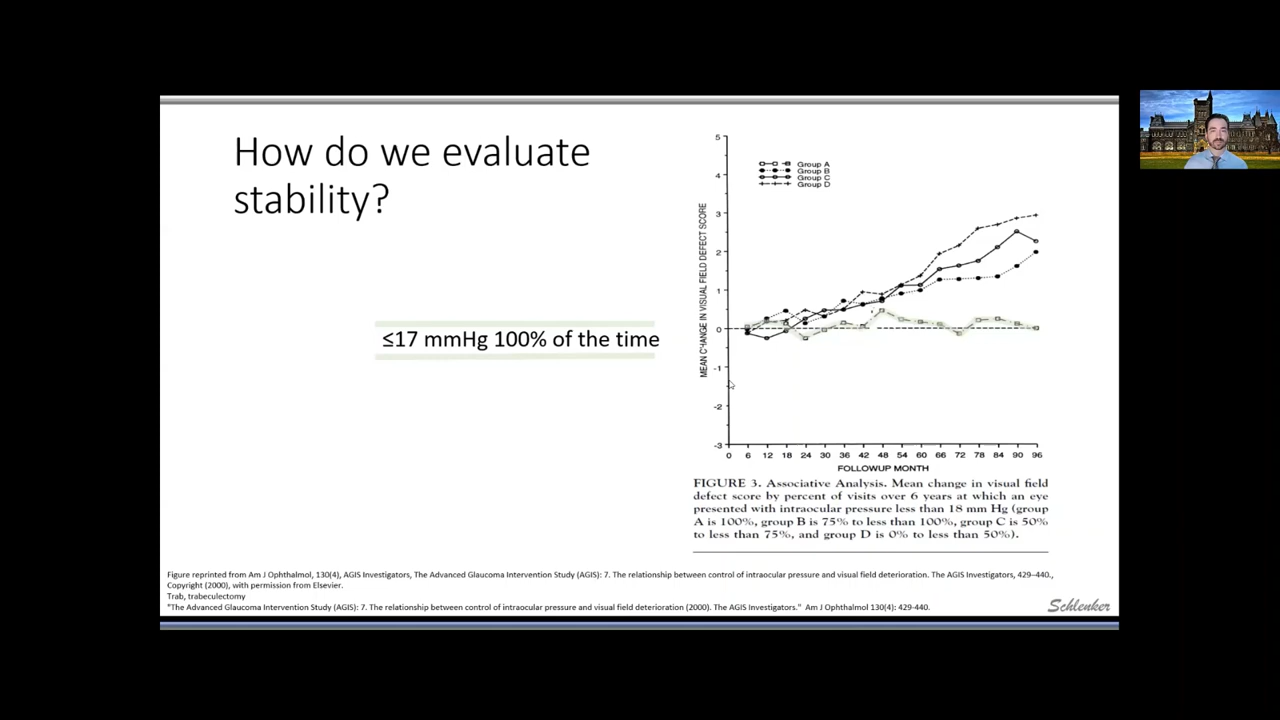 How do we evaluate
stability?
≤17 mmHg 100% of the time
5
4
3
2
1
0
-1
-2
-3
MEAN CHANGE IN VISUAL FIELD DEFECT SCORE
Group A
Group B
Group C
Group D
0 6 12 18 24 30 36 42 48 54 60 66 72 78 84 90 96
FOLLOWUP MONTH
FIGURE 3. Associative Analysis. Mean change in visual field
defect score by percent of visits over 6 years at which an eye
presented with intraocular pressure less than 18 mm Hg (group
A is 100%, group B is 75% to less than 100%, group C is 50%
to less than 75%, and group D is 0% to less than 50%).
Figure reprinted from Am J Ophthalmol, 130(4), AGIS Investigators, The Advanced Glaucoma Intervention Study (AGIS): 7. The relationship between control of intraocular pressure and visual field deterioration. The AGIS Investigators, 429–440.,
Copyright (2000), with permission from Elsevier.
Trab, trabeculectomy
"The Advanced Glaucoma Intervention Study (AGIS): 7. The relationship between control of intraocular pressure and visual field deterioration (2000). The AGIS Investigators." Am J Ophthalmol 130(4): 429-440.
Schlenker